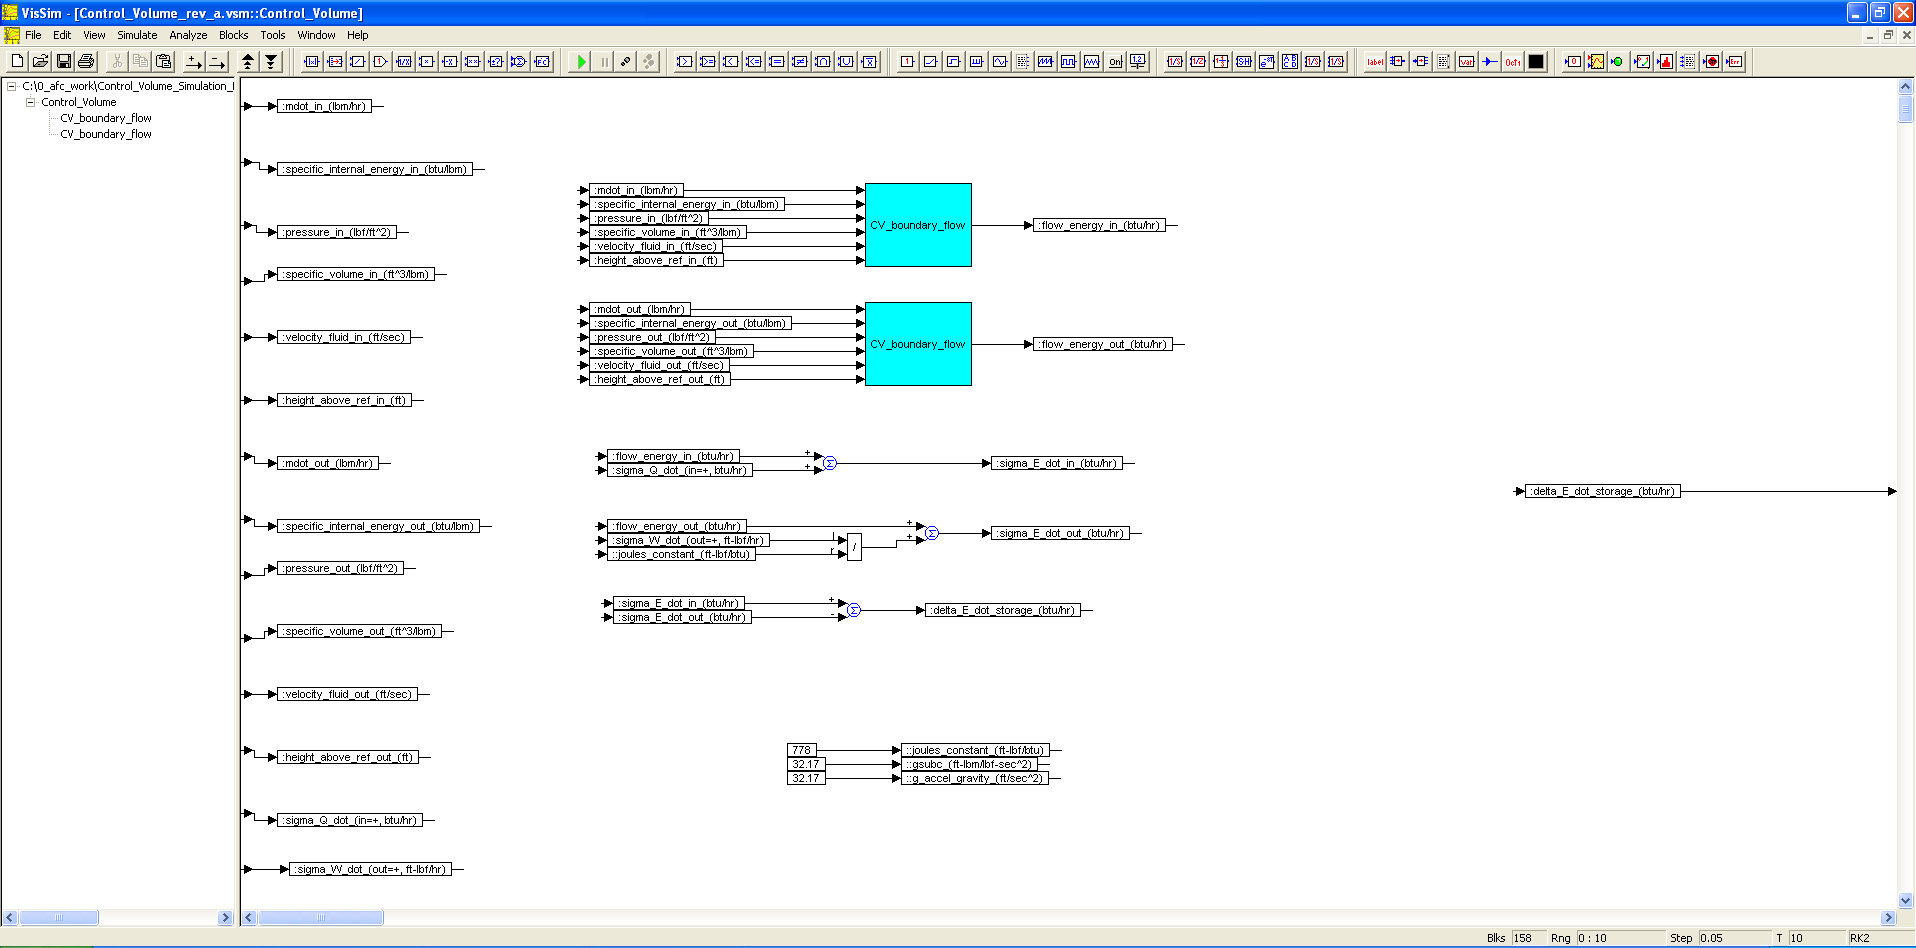 VisSim - [Control_Volume_rev_a.vsm::Control_Volume]
File Edit View Simulate Analyze Blocks Tools Window Help
C:\0_afc_work\Control_Volume_Simulation_
Control_Volume
CV_boundary_flow
CV_boundary_flow
:mdot_in_(lbm/hr)
:specific_internal_energy_in_(btu/lbm)
:pressure_in_(lbf/ft^2)
:specific_volume_in_(ft^3/lbm)
:velocity_fluid_in_(ft/sec)
:height_above_ref_in_(ft)
:mdot_out_(lbm/hr)
:specific_internal_energy_out_(btu/lbm)
:pressure_out_(lbf/ft^2)
:specific_volume_out_(ft^3/lbm)
:velocity_fluid_out_(ft/sec)
:height_above_ref_out_(ft)
:sigma_Q_dot_(in=+, btu/hr)
:sigma_W_dot_(out=+, ft-lbf/hr)
:mdot_in_(lbm/hr)
:specific_internal_energy_in_(btu/lbm)
:pressure_in_(lbf/ft^2)
:specific_volume_in_(ft^3/lbm)
:velocity_fluid_in_(ft/sec)
:height_above_ref_in_(ft)
CV_boundary_flow
:flow_energy_in_(btu/hr)
:mdot_out_(lbm/hr)
:specific_internal_energy_out_(btu/lbm)
:pressure_out_(lbf/ft^2)
:specific_volume_out_(ft^3/lbm)
:velocity_fluid_out_(ft/sec)
:height_above_ref_out_(ft)
CV_boundary_flow
:flow_energy_out_(btu/hr)
:flow_energy_in_(btu/hr)
:sigma_Q_dot_(in=+, btu/hr)
+
+
Σ
:sigma_E_dot_in_(btu/hr)
:flow_energy_out_(btu/hr)
:sigma_W_dot_(out=+, ft-lbf/hr)
::joules_constant_(ft-lbf/btu)
l
r
/
+
+
Σ
:sigma_E_dot_out_(btu/hr)
:sigma_E_dot_in_(btu/hr)
:sigma_E_dot_out_(btu/hr)
+
-
Σ
:delta_E_dot_storage_(btu/hr)
:delta_E_dot_storage_(btu/hr)
778 ::joules_constant_(ft-lbf/btu)
32.17 ::gsubc_(ft-lbm/lbf-sec^2)
32.17 ::g_accel_gravity_(ft/sec^2)
Blks 158 Rng 0 : 10 Step 0.05 T 10 RK2